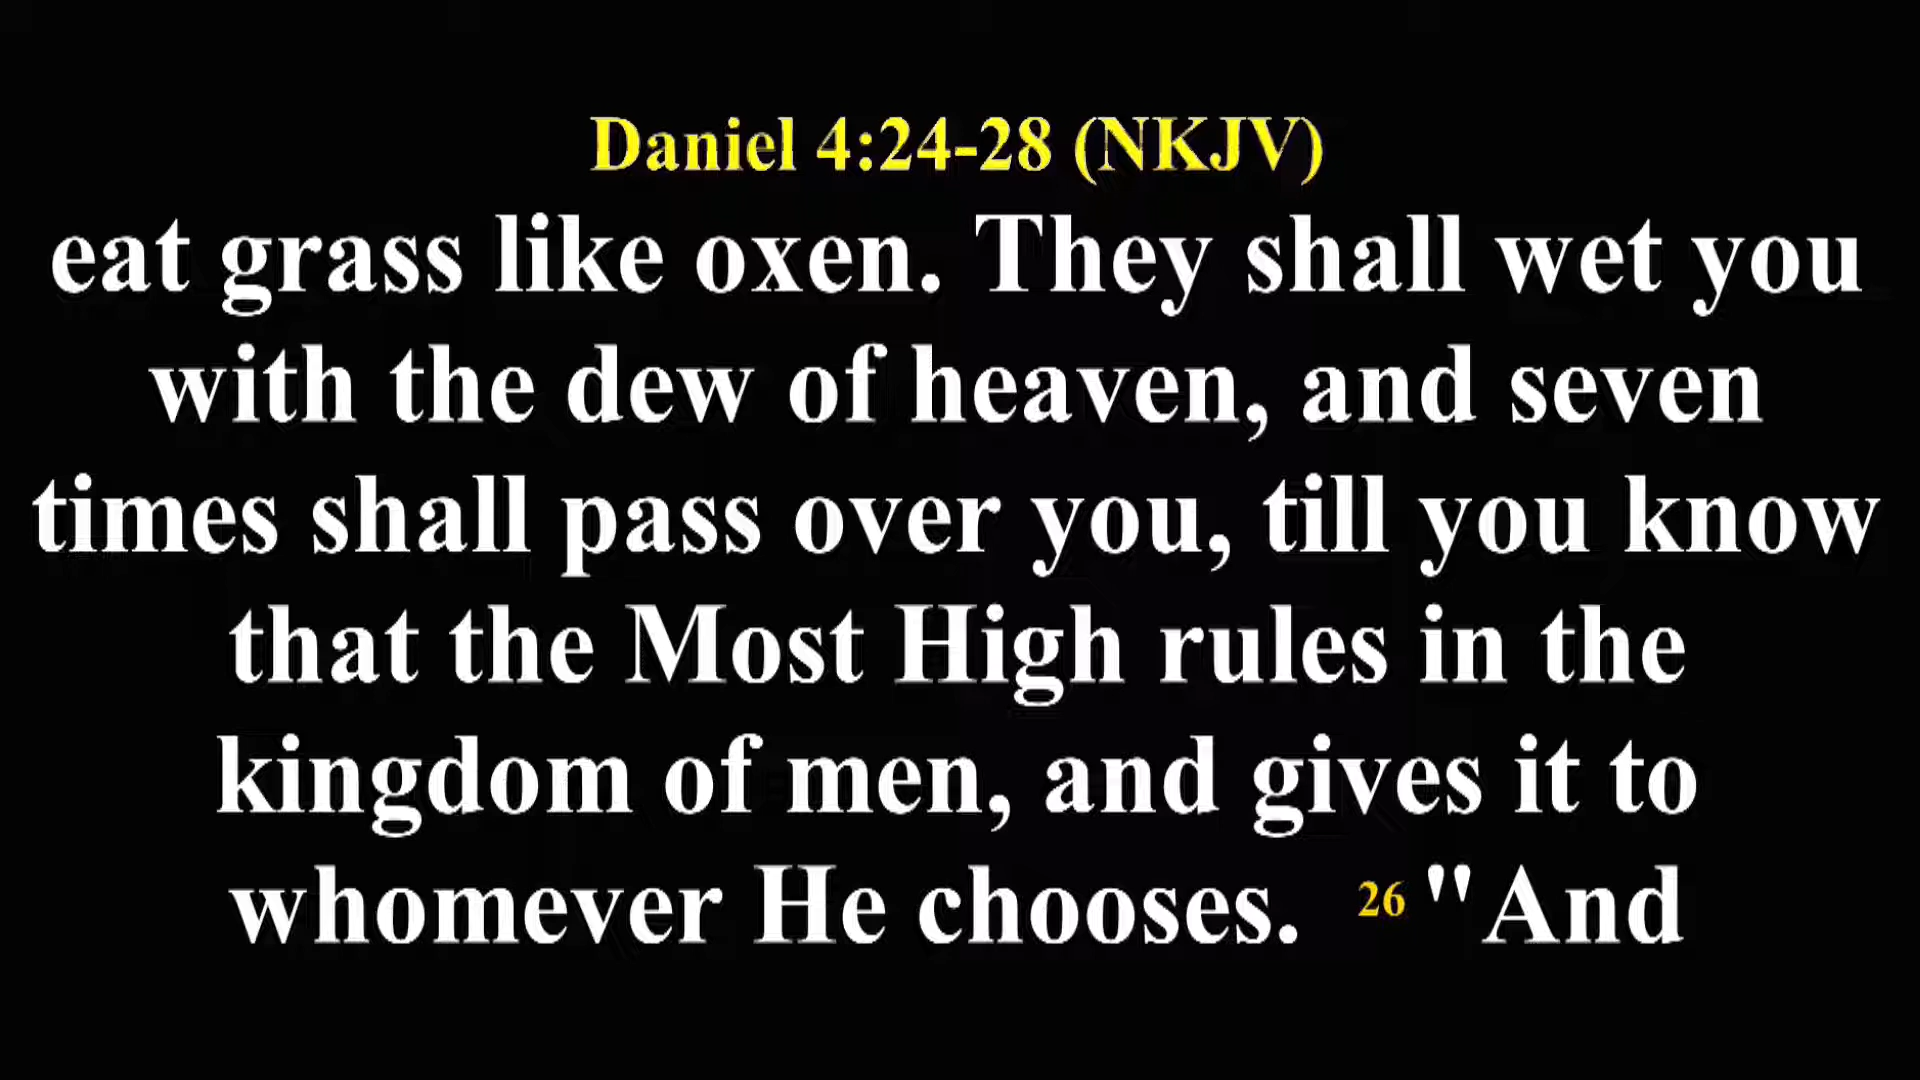 Daniel 4:24-28 (NKJV)
eat grass like oxen. They shall wet you
with the dew of heaven, and seven
times shall pass over you, till you know
that the Most High rules in the
kingdom of men, and gives it to
whomever He chooses. 26 "And